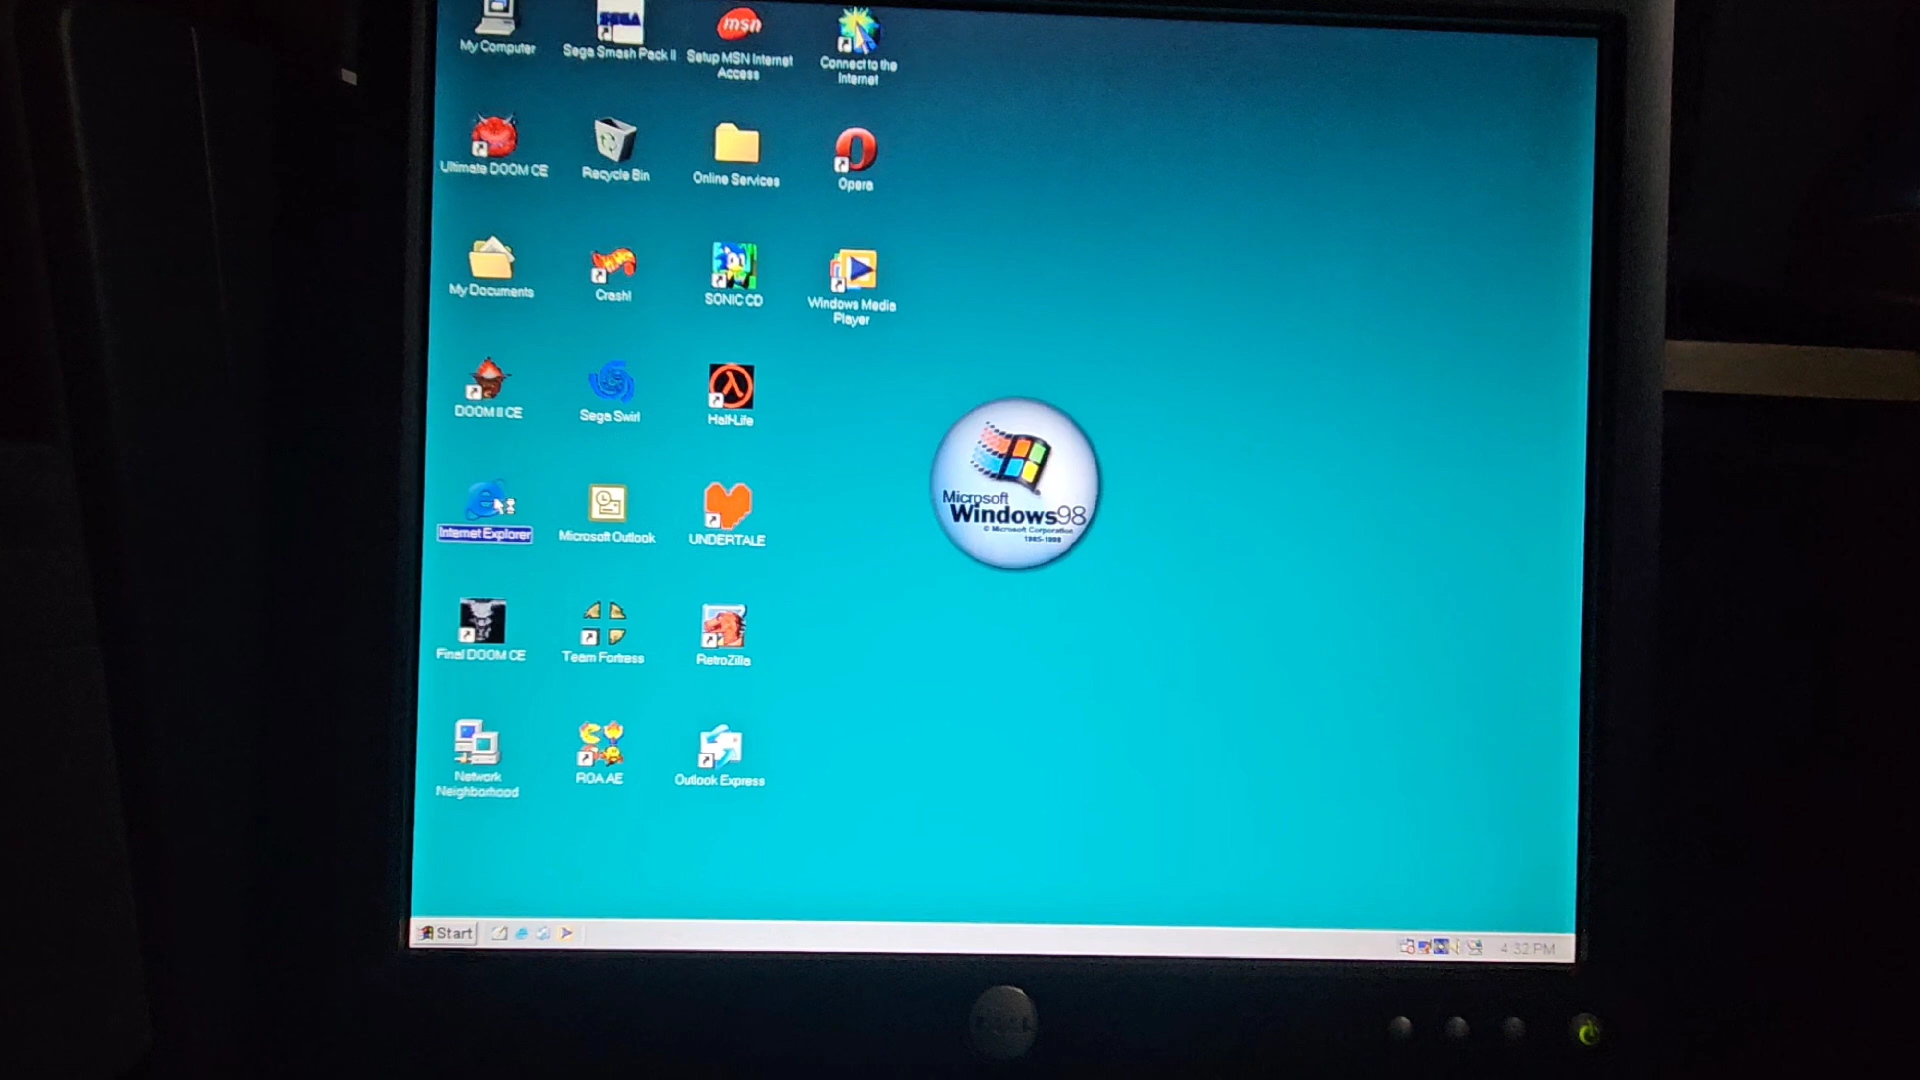 My Computer
SEGA
Sega Smash Pack II
msn
Setup MSN Internet
Access
Connect to the
Internet
Ultimate DOOM CE
Recycle Bin
Online Services
Opera
My Documents
Crash!
SONIC CD
Windows Media
Player
DOOM II CE
Sega Swirl
Half-Life
Internet Explorer
Microsoft Outlook
UNDERTALE
Final DOOM CE
Team Fortress
RetroZilla
Network
Neighborhood
ROA AE
Outlook Express
Microsoft
Windows98
© Microsoft Corporation
1985-1998
Start
4:32 PM
DELL